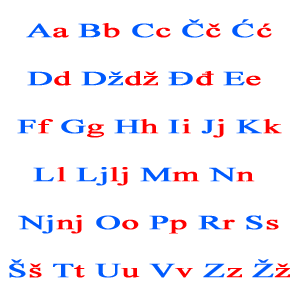 Aa Bb Cc Čč Ćć
Dd Dždž Đđ Ee
Ff Gg Hh Ii Jj Kk
Ll Ljlj Mm Nn
Njnj Oo Pp Rr Ss
Šš Tt Uu Vv Zz Žž